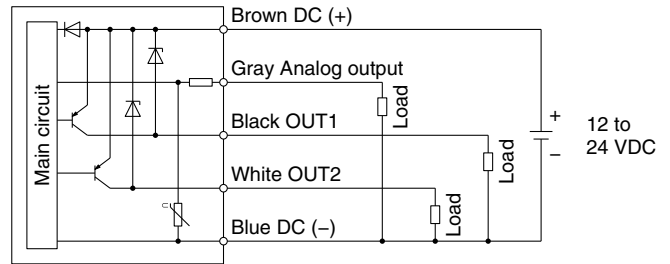 Brown DC (+)
Gray Analog output
Black OUT1
White OUT2
Blue DC (−)
Main circuit
Load
Load
Load
+
−
12 to
24 VDC